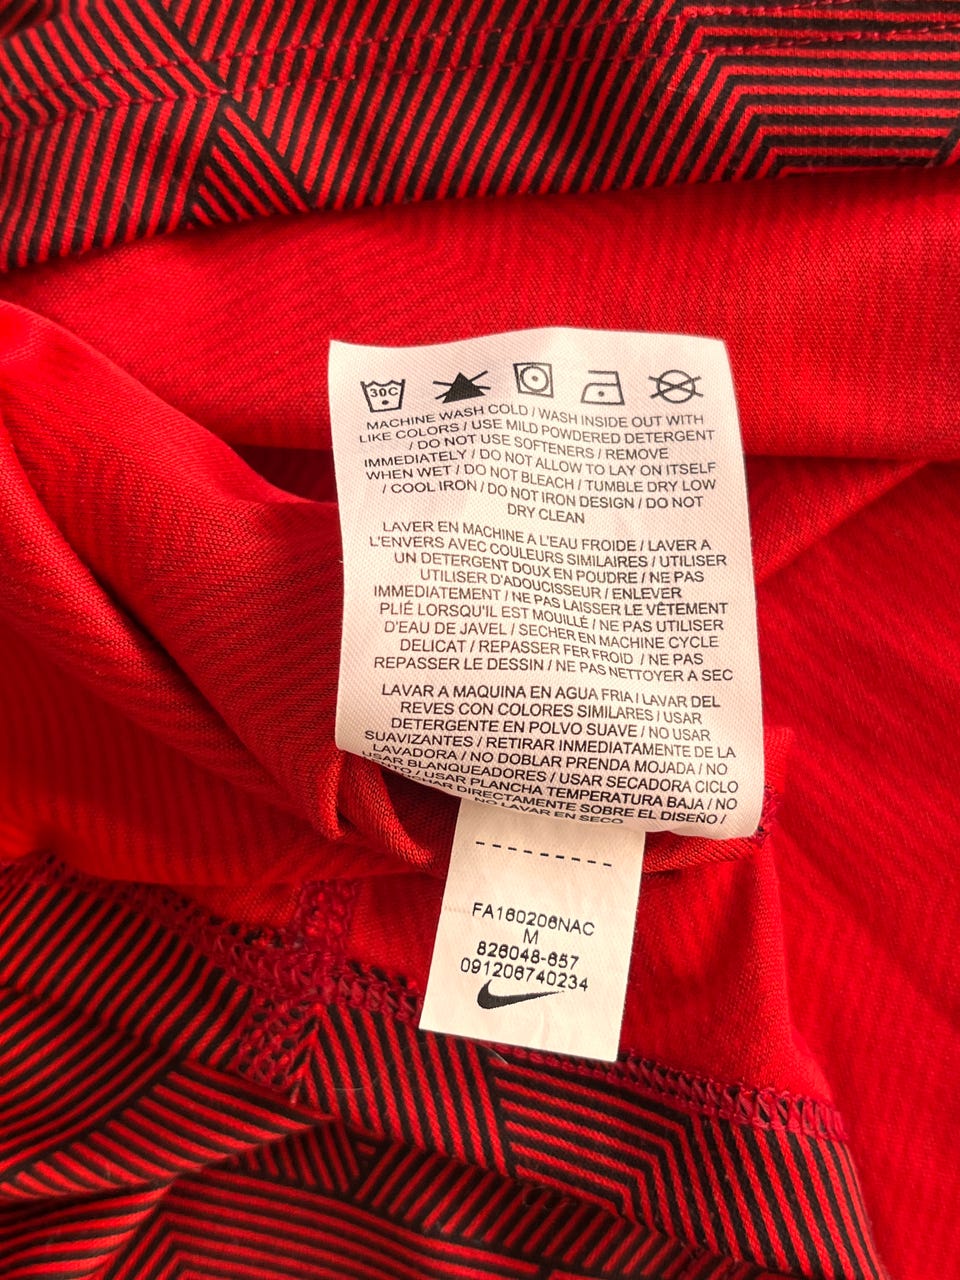 30C
MACHINE WASH COLD / WASH INSIDE OUT WITH
LIKE COLORS / USE MILD POWDERED DETERGENT
/ DO NOT USE SOFTENERS / REMOVE
IMMEDIATELY / DO NOT ALLOW TO LAY ON ITSELF
WHEN WET / DO NOT BLEACH / TUMBLE DRY LOW
/ COOL IRON / DO NOT IRON DESIGN / DO NOT
DRY CLEAN
LAVER EN MACHINE A L'EAU FROIDE / LAVER A
L'ENVERS AVEC COULEURS SIMILAIRES / UTILISER
UN DETERGENT DOUX EN POUDRE / NE PAS
UTILISER D'ADOUCISSEUR / ENLEVER
IMMEDIATEMENT / NE PAS LAISSER LE VÊTEMENT
PLIÉ LORSQU'IL EST MOUILLÉ / NE PAS UTILISER
D'EAU DE JAVEL / SECHER EN MACHINE CYCLE
DELICAT / REPASSER FER FROID / NE PAS
REPASSER LE DESSIN / NE PAS NETTOYER A SEC
LAVAR A MAQUINA EN AGUA FRIA / LAVAR DEL
REVES CON COLORES SIMILARES / USAR
DETERGENTE EN POLVO SUAVE / NO USAR
SUAVIZANTES / RETIRAR INMEDIATAMENTE DE LA
LAVADORA / NO DOBLAR PRENDA MOJADA / NO
USAR BLANQUEADORES / USAR SECADORA CICLO
/ USAR PLANCHA TEMPERATURA BAJA / NO
DIRECTAMENTE SOBRE EL DISEÑO /
NO LAVAR EN SECO
FA160206NAC
M
826048-657
091206740234